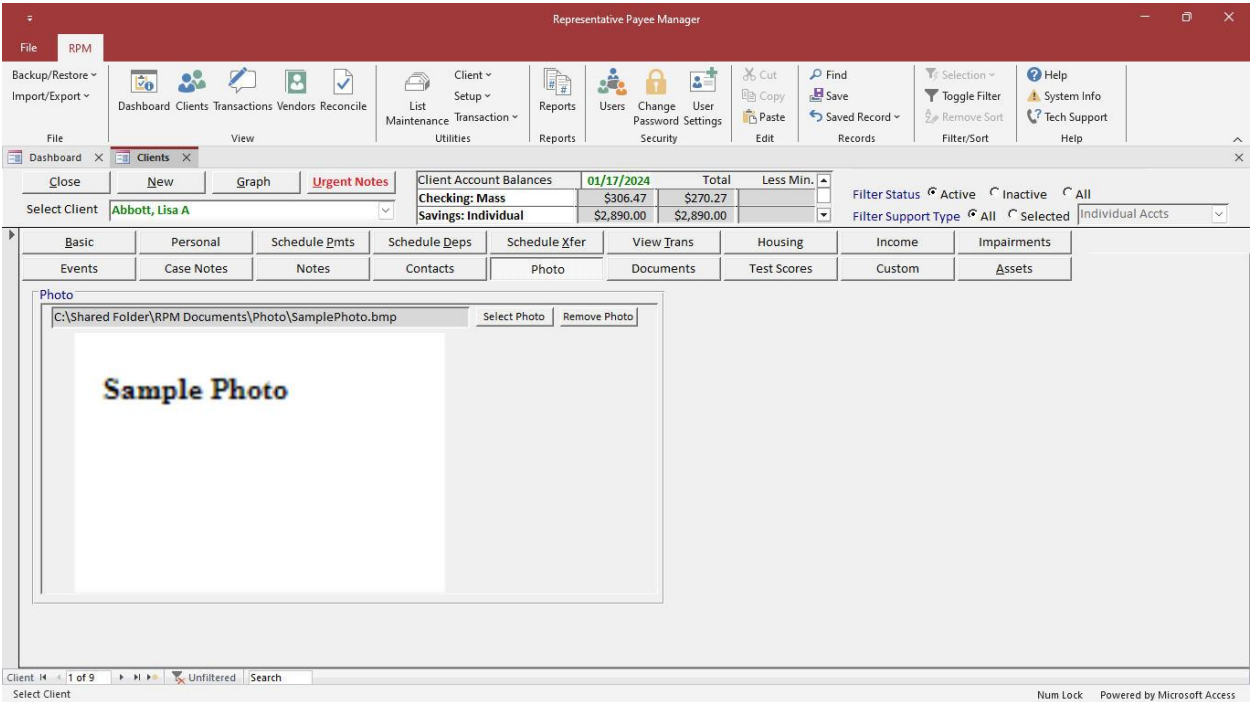 Representative Payee Manager
File RPM
Backup/Restore
Import/Export
Dashboard Clients Transactions Vendors Reconcile
List Maintenance
Client
Setup
Transaction
Reports
Users Change Password User Settings
Cut
Copy
Paste
Find
Save
Saved Record
Selection
Toggle Filter
Remove Sort
Help
System Info
Tech Support
File View Utilities Reports Security Edit Records Filter/Sort Help
Dashboard Clients
Close New Graph Urgent Notes
Select Client Abbott, Lisa A
Client Account Balances 01/17/2024 Total Less Min.
Checking: Mass $306.47 $270.27
Savings: Individual $2,890.00 $2,890.00
Filter Status Active Inactive All
Filter Support Type All Selected Individual Accts
Basic Personal Schedule Pmts Schedule Deps Schedule Xfer View Trans Housing Income Impairments
Events Case Notes Notes Contacts Photo Documents Test Scores Custom Assets
Photo
C:\Shared Folder\RPM Documents\Photo\SamplePhoto.bmp Select Photo Remove Photo
Sample Photo
Client 1 of 9 Unfiltered Search
Select Client Num Lock Powered by Microsoft Access